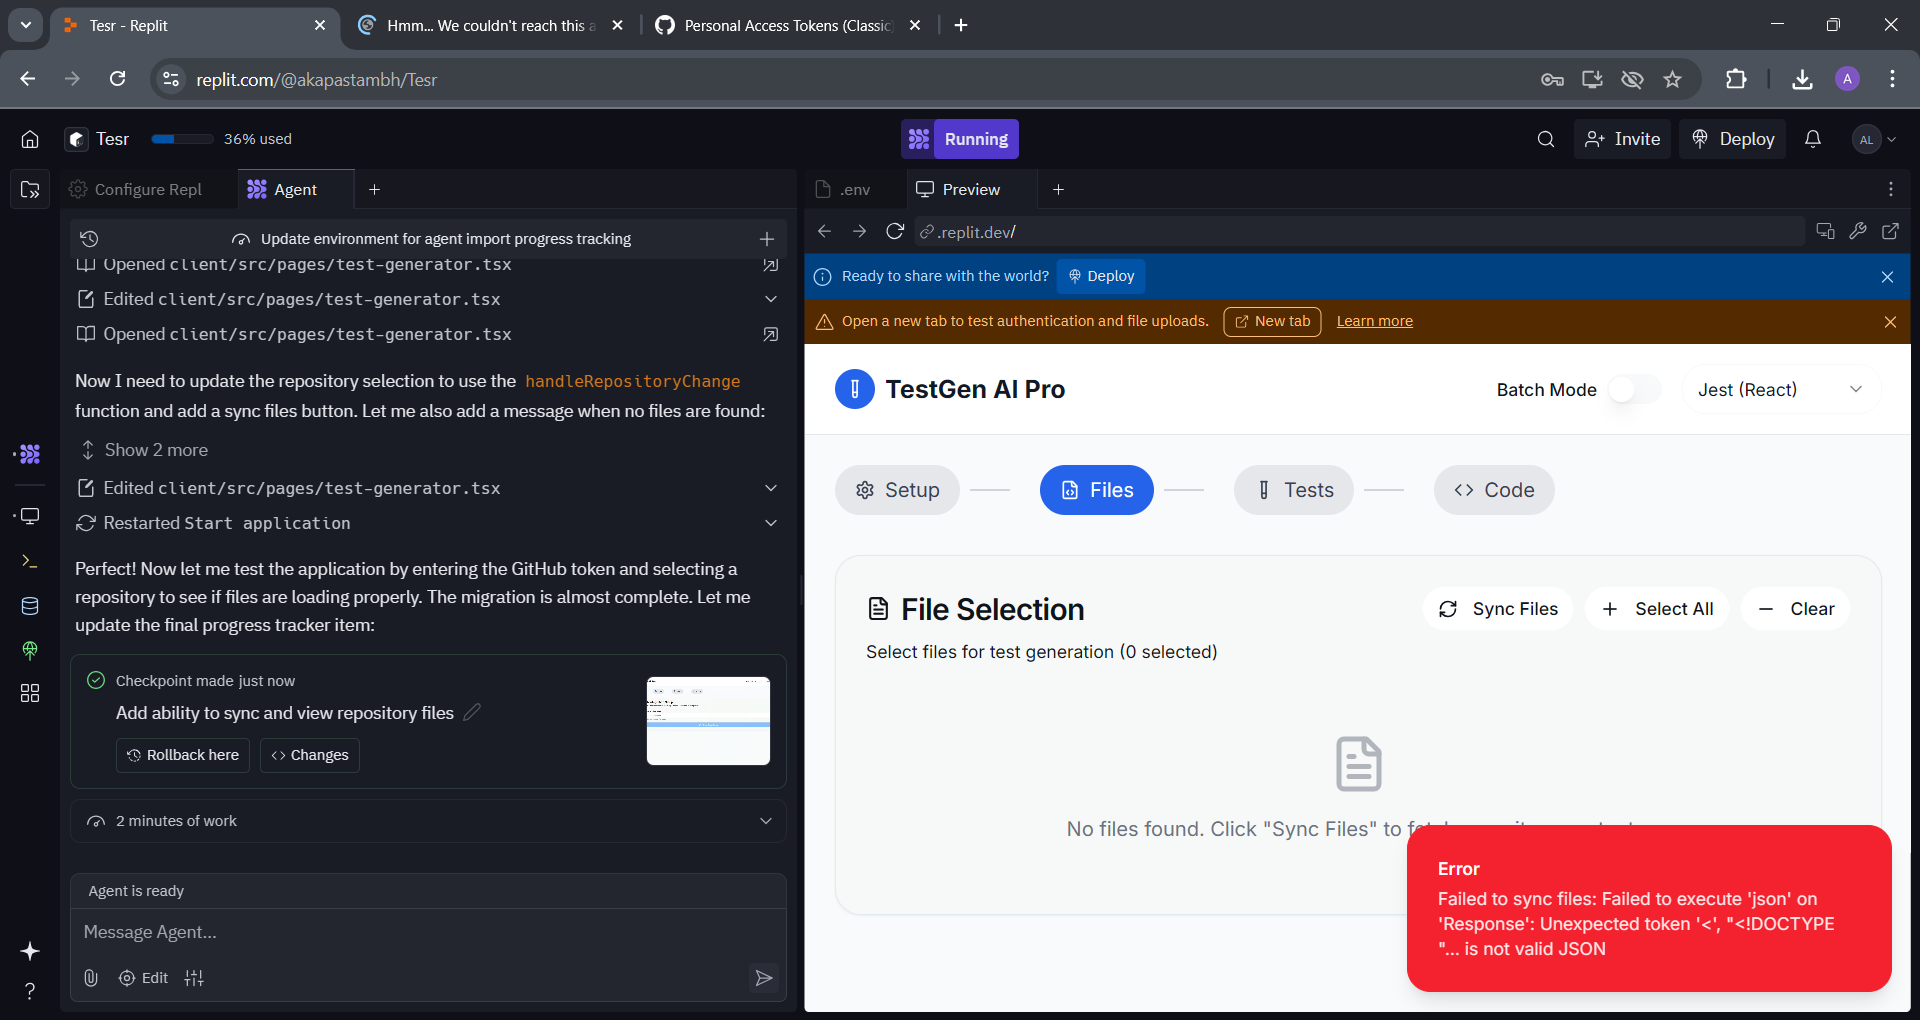 Tesr - Replit
Hmm... We couldn't reach this a
Personal Access Tokens (Classic)
replit.com/@akapastambh/Tesr
A
Tesr
36% used
Running
Invite
Deploy
AL
Configure Repl
Agent
.env
Preview
Update environment for agent import progress tracking
.replit.dev/
Opened client/src/pages/test-generator.tsx
Edited client/src/pages/test-generator.tsx
Opened client/src/pages/test-generator.tsx
Now I need to update the repository selection to use the handleRepositoryChange
function and add a sync files button. Let me also add a message when no files are found:
Show 2 more
Edited client/src/pages/test-generator.tsx
Restarted Start application
Perfect! Now let me test the application by entering the GitHub token and selecting a
repository to see if files are loading properly. The migration is almost complete. Let me
update the final progress tracker item:
Checkpoint made just now
Add ability to sync and view repository files
Rollback here
Changes
2 minutes of work
Agent is ready
Message Agent...
Edit
?
Ready to share with the world?
Deploy
Open a new tab to test authentication and file uploads.
New tab
Learn more
TestGen AI Pro
Batch Mode
Jest (React)
Setup
Files
Tests
Code
File Selection
Sync Files
Select All
Clear
Select files for test generation (0 selected)
No files found. Click "Sync Files" to
Error
Failed to sync files: Failed to execute 'json' on
'Response': Unexpected token '<', "<!DOCTYPE
"... is not valid JSON